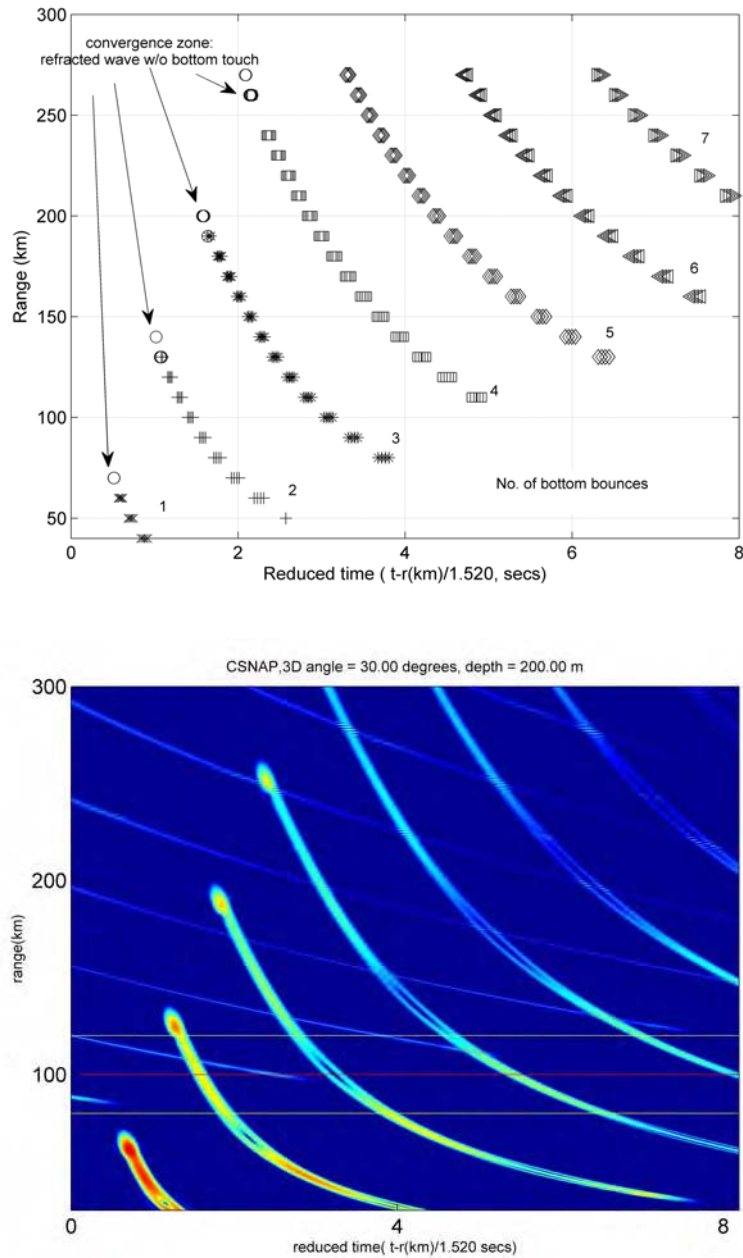 300
convergence zone:
refracted wave w/o bottom touch
250
7
200
Range (km)
6
150
5
4
100
3
No. of bottom bounces
2
1
50
0 2 4 6 8
Reduced time ( t-r(km)/1.520, secs)
CSNAP,3D angle = 30.00 degrees, depth = 200.00 m
300
200
range(km)
100
0 4 8
reduced time( t-r(km)/1.520 secs)